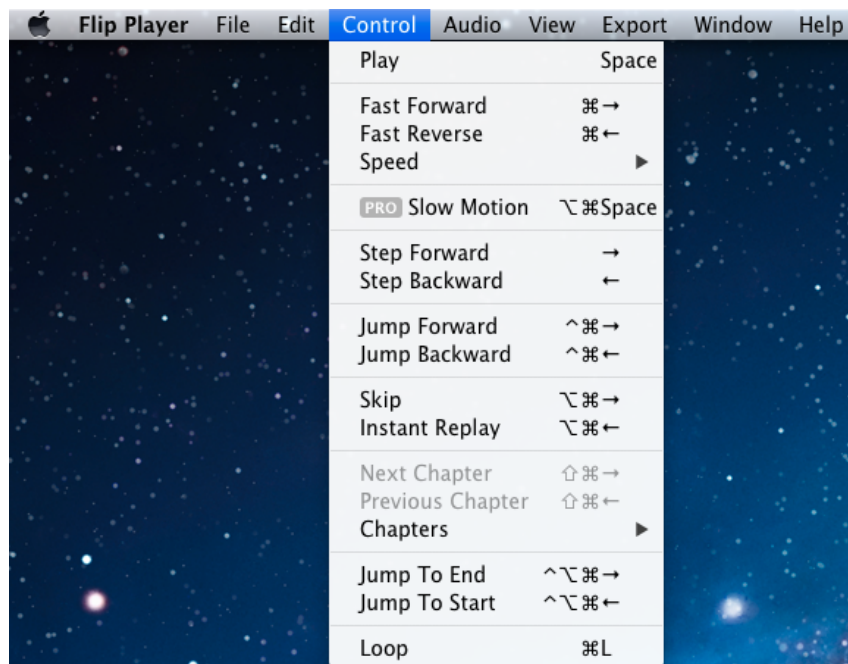 Flip Player File Edit Control Audio View Export Window Help
Play Space
Fast Forward ⌘→
Fast Reverse ⌘←
Speed ▶
PRO Slow Motion ⌥⌘Space
Step Forward →
Step Backward ←
Jump Forward ^⌘→
Jump Backward ^⌘←
Skip ⌥⌘→
Instant Replay ⌥⌘←
Next Chapter ⇧⌘→
Previous Chapter ⇧⌘←
Chapters ▶
Jump To End ^⌥⌘→
Jump To Start ^⌥⌘←
Loop ⌘L